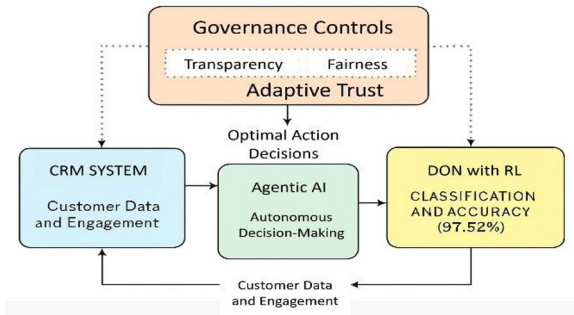 Governance Controls
Transparency Fairness
Adaptive Trust
Optimal Action
Decisions
CRM SYSTEM
Customer Data
and Engagement
Agentic AI
Autonomous
Decision-Making
DON with RL
CLASSIFICATION
AND ACCURACY
(97.52%)
Customer Data
and Engagement